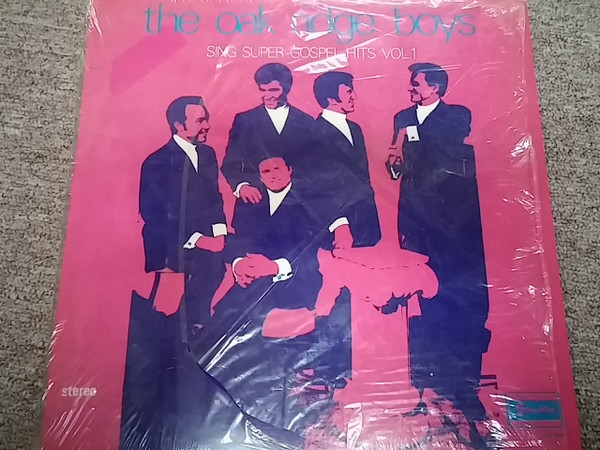 the oak ridge boys
SING SUPER GOSPEL HITS VOL.1
stereo